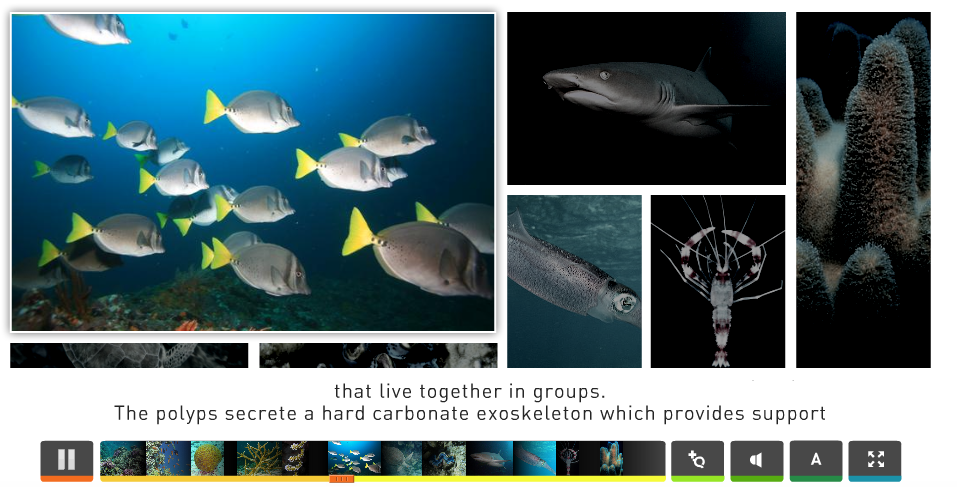 that live together in groups.
The polyps secrete a hard carbonate exoskeleton which provides support
A